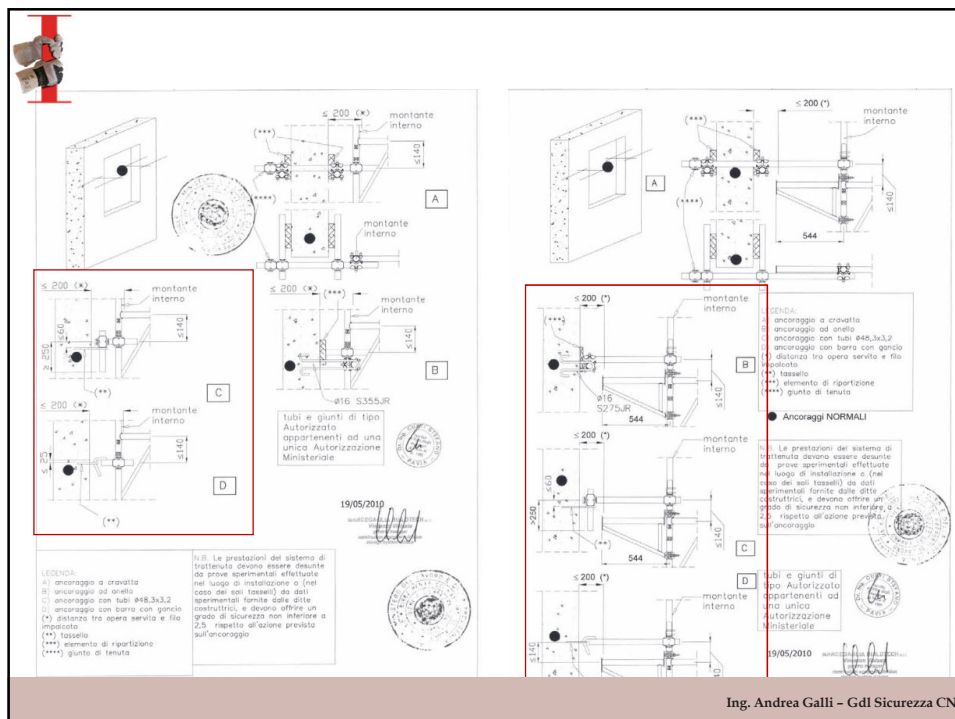 ≤ 200 (*)
montante
interno
(***)
≤140
(****)
A
montante
interno
≤ 200 (*)
montante
interno
≤60
≥ 250
≤140
(**)
C
≤ 200 (*)
(***)
montante
interno
≤140
B
ø16 S355JR
≤ 200 (*)
montante
interno
≤ 25
≤140
D
(**)
tubi e giunti di tipo
Autorizzato
appartenenti ad una
unica Autorizzazione
Ministeriale
19/05/2010
LEGENDA:
A) ancoraggio a cravatta
B) ancoraggio ad anello
C) ancoraggio con tubi ø48,3x3,2
D) ancoraggio con barra con gancio
(*) distanza tra opera servita e filo
impalcato
(**) tassello
(***) elemento di ripartizione
(****) giunto di tenuta
N.B. Le prestazioni del sistema di
trattenuta devono essere desunte
da prove sperimentali effettuate
nel luogo di installazione o (nel
caso dei soli tasselli) da dati
sperimentali fornite dalle ditte
costruttrici, e devono offrire un
grado di sicurezza non inferiore a
2,5 rispetto all'azione prevista
sull'ancoraggio
≤ 200 (*)
montante
interno
(***)
A
≤140
(****)
544
≤ 200 (*)
montante
interno
(***)
B
ø16
S275JR
≤140
544
≤ 200 (*)
montante
interno
≤60
>250
≤140
(**)
544
C
≤ 200 (*)
D
montante
interno
≤140
≤140
544
LEGENDA:
A) ancoraggio a cravatta
B) ancoraggio ad anello
C) ancoraggio con tubi ø48,3x3,2
D) ancoraggio con barra con gancio
(*) distanza tra opera servita e filo
impalcato
(**) tassello
(***) elemento di ripartizione
(****) giunto di tenuta
Ancoraggi NORMALI
N.B. Le prestazioni del sistema di
trattenuta devono essere desunte
da prove sperimentali effettuate
nel luogo di installazione o (nel
caso dei soli tasselli) da dati
sperimentali fornite dalle ditte
costruttrici, e devono offrire un
grado di sicurezza non inferiore a
2,5 rispetto all'azione prevista
sull'ancoraggio
tubi e giunti di
tipo Autorizzato
appartenenti ad
una unica
Autorizzazione
Ministeriale
19/05/2010
Ing. Andrea Galli – Gdl Sicurezza CN